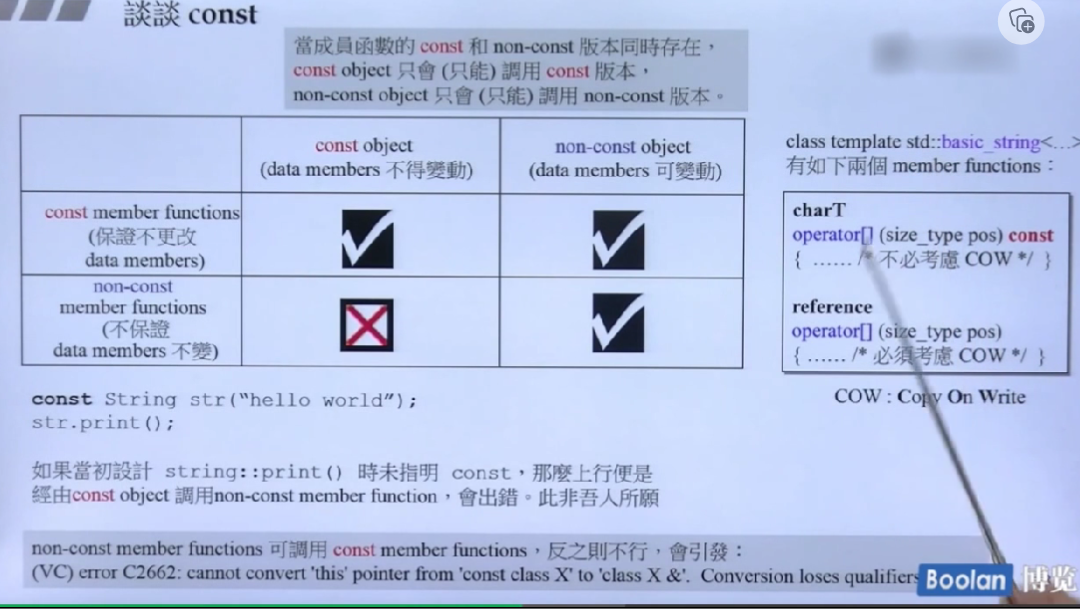 談談 const
當成員函數的 const 和 non-const 版本同時存在，
const object 只會 (只能) 調用 const 版本，
non-const object 只會 (只能) 調用 non-const 版本。
const object
(data members 不得變動)
non-const object
(data members 可變動)
const member functions
(保證不更改
data members)
non-const
member functions
(不保證
data members 不變)
class template std::basic_string<…>
有如下兩個 member functions：
charT
operator[] (size_type pos) const
{ …… /* 不必考慮 COW */ }
reference
operator[] (size_type pos)
{ …… /* 必須考慮 COW */ }
COW : Copy On Write
const String str("hello world");
str.print();
如果當初設計 string::print() 時未指明 const，那麼上行便是
經由const object 調用non-const member function，會出錯。此非吾人所願
non-const member functions 可調用 const member functions，反之則不行，會引發：
(VC) error C2662: cannot convert 'this' pointer from 'const class X' to 'class X &'. Conversion loses qualifiers
Boolan 博览